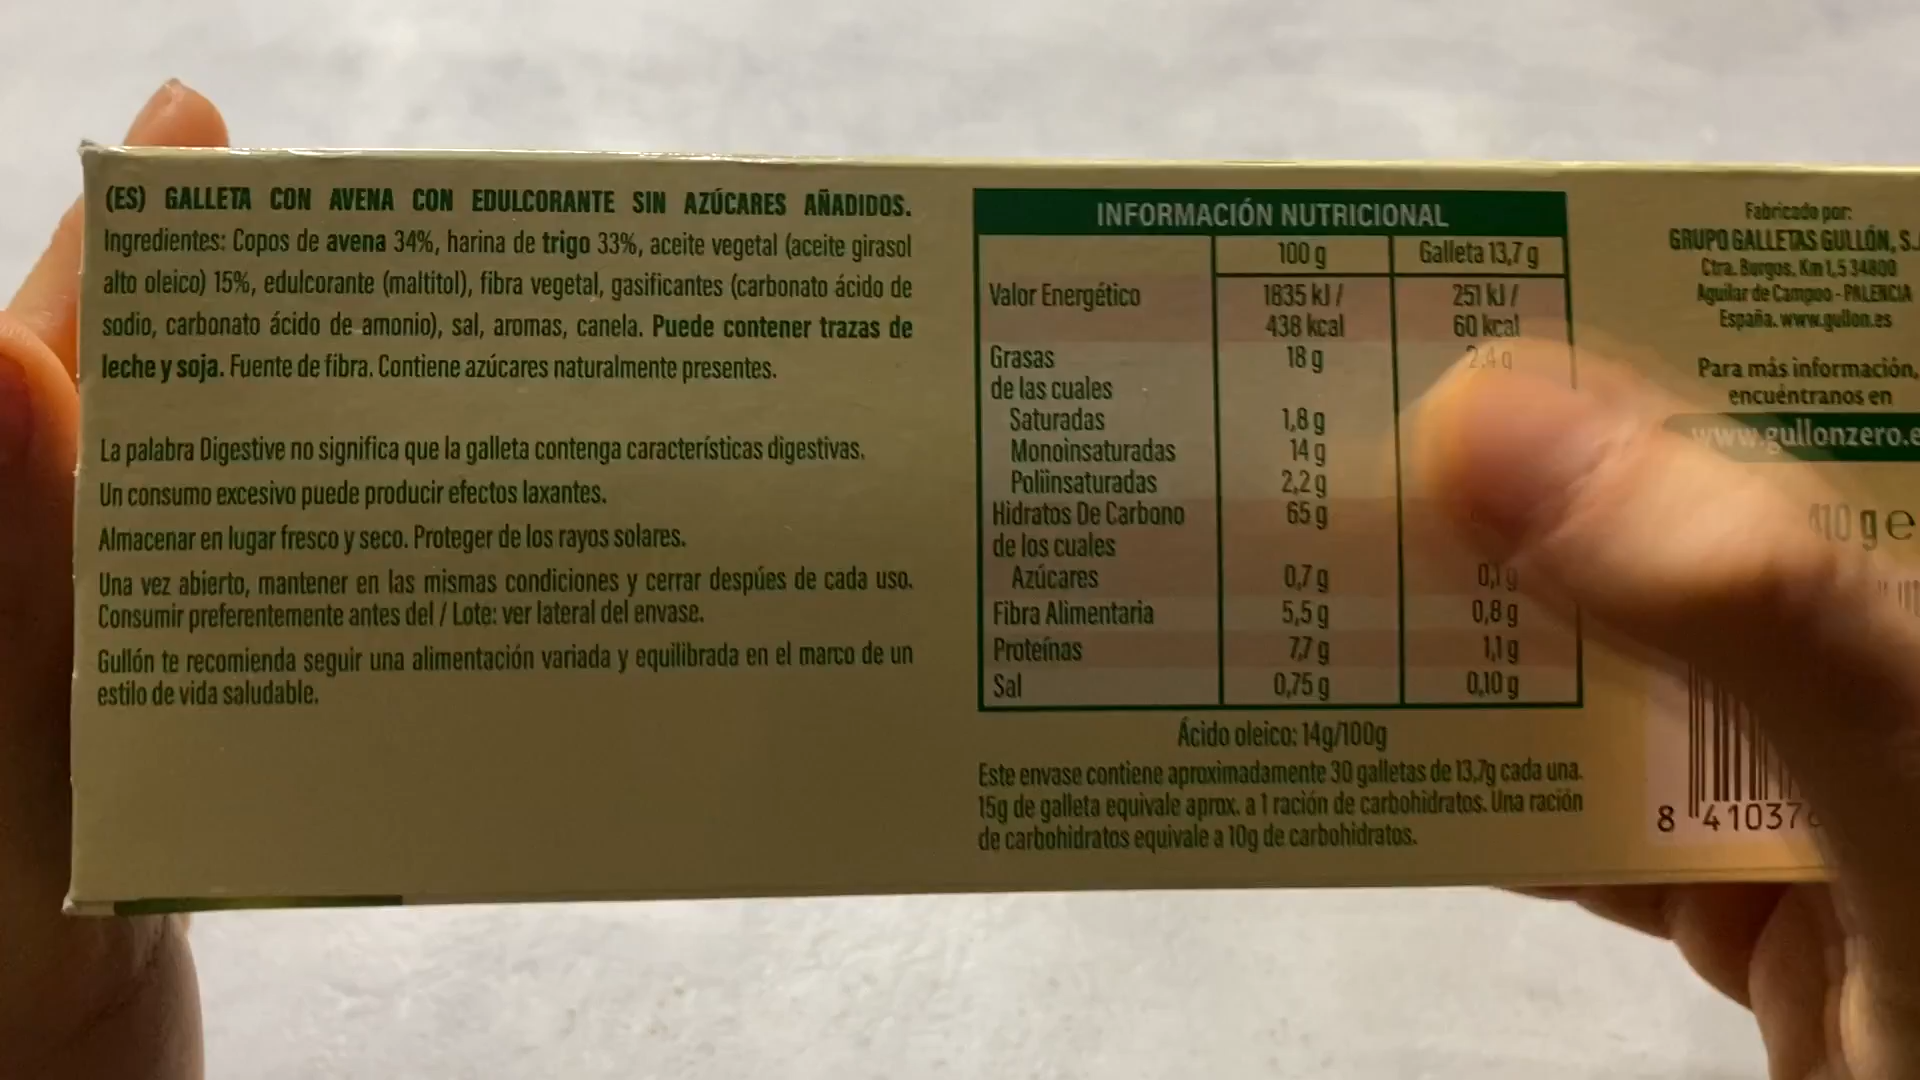 (ES) GALLETA CON AVENA CON EDULCORANTE SIN AZÚCARES AÑADIDOS.
Ingredientes: Copos de avena 34%, harina de trigo 33%, aceite vegetal (aceite girasol
alto oleico) 15%, edulcorante (maltitol), fibra vegetal, gasificantes (carbonato ácido de
sodio, carbonato ácido de amonio), sal, aromas, canela. Puede contener trazas de
leche y soja. Fuente de fibra. Contiene azúcares naturalmente presentes.
La palabra Digestive no significa que la galleta contenga características digestivas.
Un consumo excesivo puede producir efectos laxantes.
Almacenar en lugar fresco y seco. Proteger de los rayos solares.
Una vez abierto, mantener en las mismas condiciones y cerrar despúes de cada uso.
Consumir preferentemente antes del / Lote: ver lateral del envase.
Gullón te recomienda seguir una alimentación variada y equilibrada en el marco de un
estilo de vida saludable.
INFORMACIÓN NUTRICIONAL
100 g Galleta 13,7 g
Valor Energético 1835 kJ / 251 kJ /
438 kcal 60 kcal
Grasas 18 g 2,4 g
de las cuales
Saturadas 1,8 g
Monoinsaturadas 14 g
Poliinsaturadas 2,2 g
Hidratos De Carbono 65 g
de los cuales
Azúcares 0,7 g 0,1 g
Fibra Alimentaria 5,5 g 0,8 g
Proteínas 7,7 g 1,1 g
Sal 0,75 g 0,10 g
Ácido oleico: 14g/100g
Este envase contiene aproximadamente 30 galletas de 13,7g cada una.
15g de galleta equivale aprox. a 1 ración de carbohidratos. Una ración
de carbohidratos equivale a 10g de carbohidratos.
Fabricado por:
GRUPO GALLETAS GULLÓN, S.
Ctra. Burgos, Km 1,5 34800
Aguilar de Campoo - PALENCIA
España. www.gullon.es
Para más información,
encuéntranos en
www.gullonzero.e
410 g e
8 410376